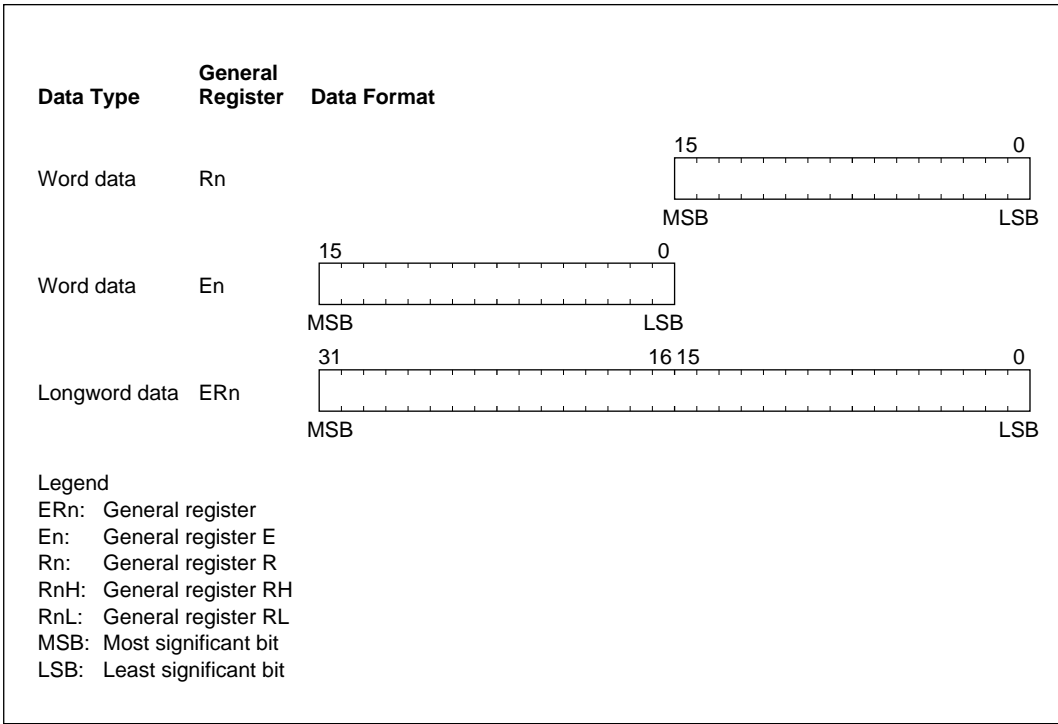 General
Data Type Register Data Format
15 0
Word data Rn
MSB LSB
15 0
Word data En
MSB LSB
31 16 15 0
Longword data ERn
MSB LSB
Legend
ERn: General register
En: General register E
Rn: General register R
RnH: General register RH
RnL: General register RL
MSB: Most significant bit
LSB: Least significant bit